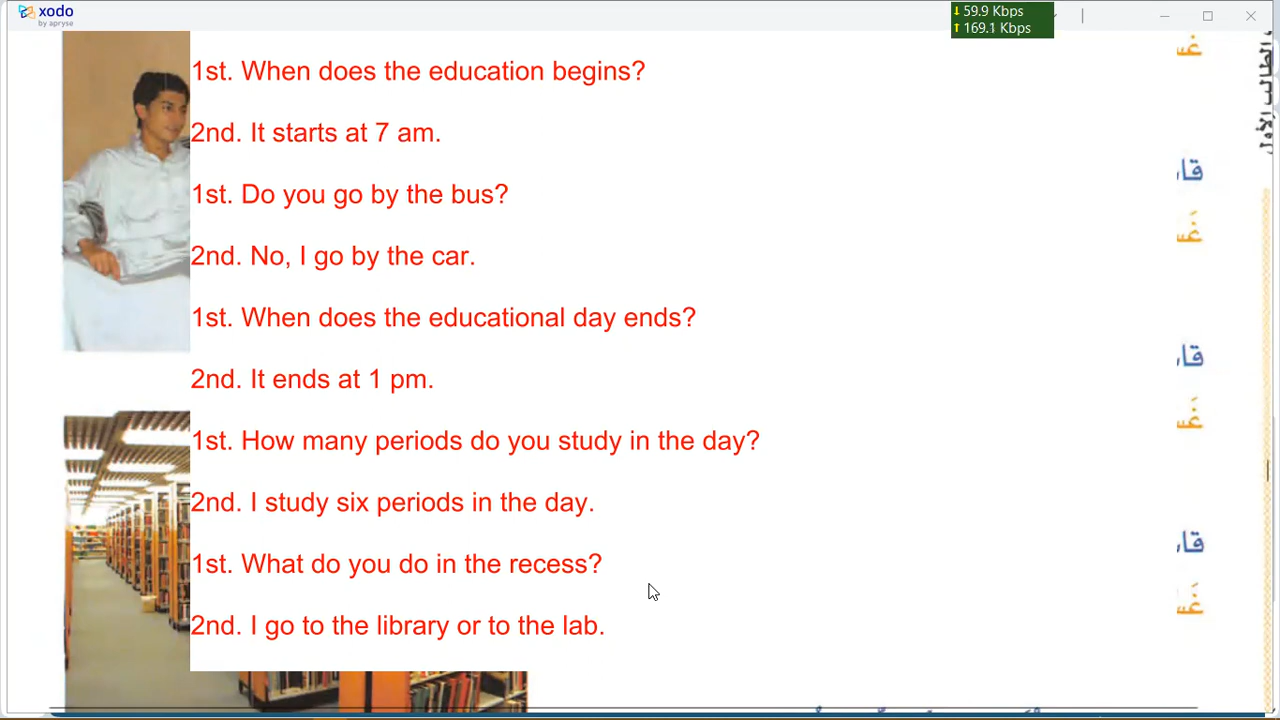 xodo
by apryse
59.9 Kbps
169.1 Kbps
1st. When does the education begins?
2nd. It starts at 7 am.
1st. Do you go by the bus?
2nd. No, I go by the car.
1st. When does the educational day ends?
2nd. It ends at 1 pm.
1st. How many periods do you study in the day?
2nd. I study six periods in the day.
1st. What do you do in the recess?
2nd. I go to the library or to the lab.
الطالب الأول